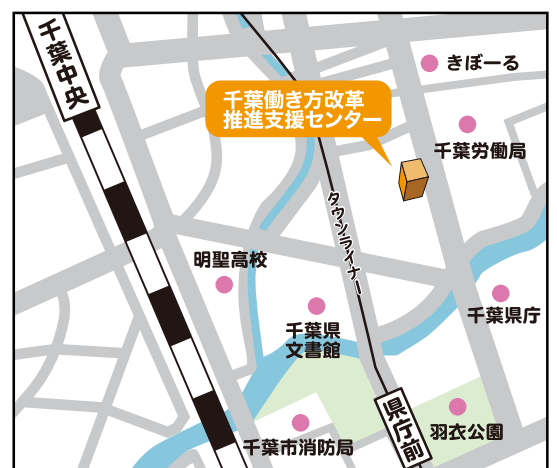 千葉中央
きぼーる
千葉働き方改革
推進支援センター
千葉労働局
タウンライナー
明聖高校
千葉県庁
千葉県
文書館
県庁前
羽衣公園
千葉市消防局